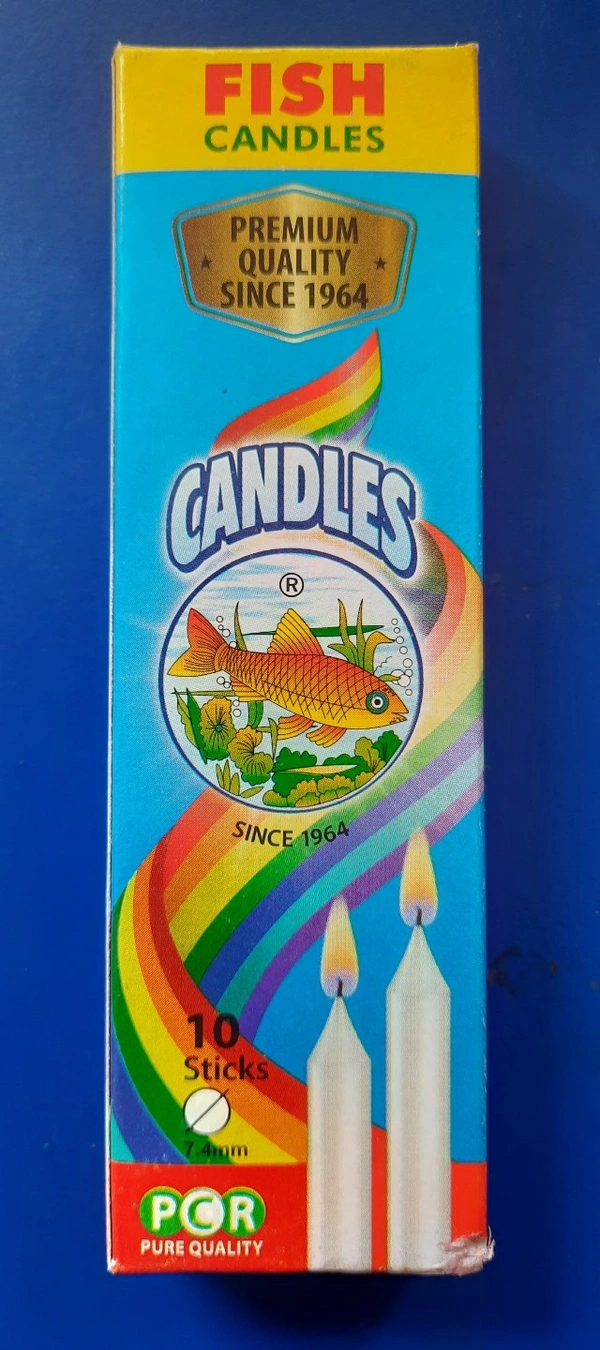 FISH
CANDLES
PREMIUM
QUALITY
SINCE 1964
CANDLES
®
SINCE 1964
10
Sticks
7.4mm
PCR
PURE QUALITY